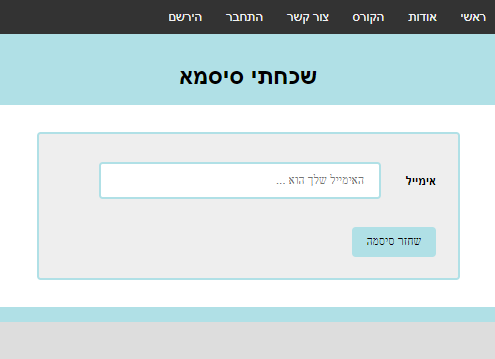 ראשי אודות הקורס צור קשר התחבר הירשם
שכחתי סיסמא
אימייל האימייל שלך הוא ...
שחזר סיסמה